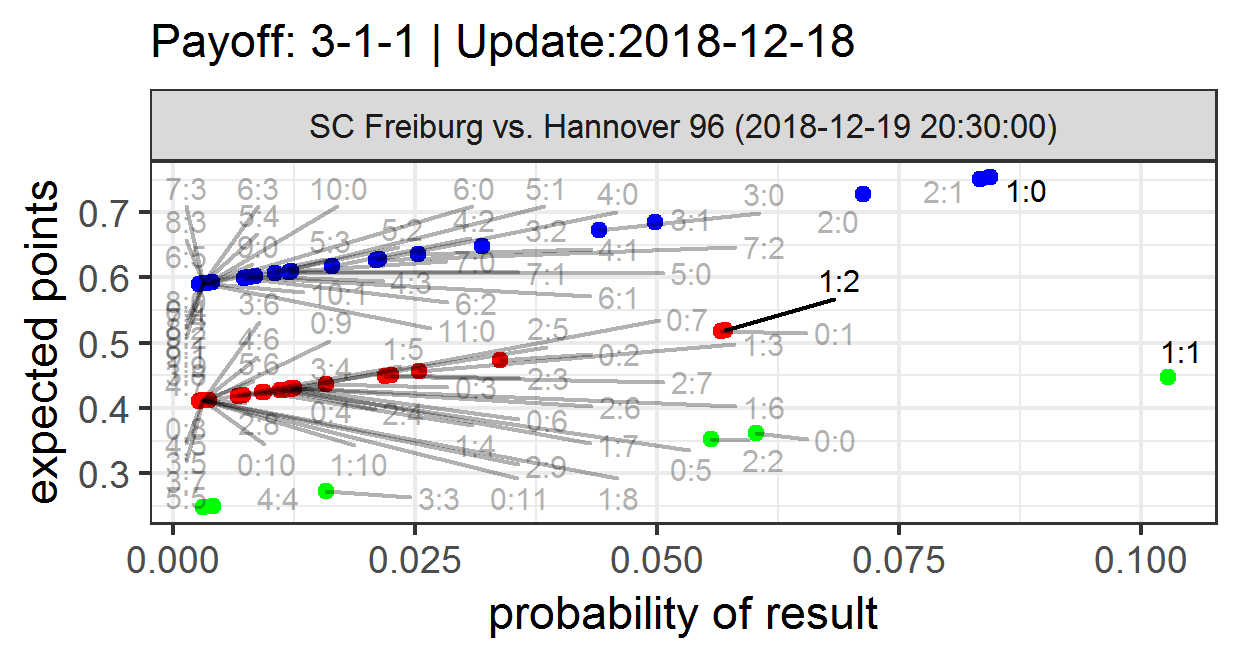 Payoff: 3-1-1 | Update:2018-12-18
SC Freiburg vs. Hannover 96 (2018-12-19 20:30:00)
expected points
0.7
0.6
0.5
0.4
0.3
7:3 6:3 10:0 6:0 5:1 4:0 3:0 2:1 1:0
8:3 5:4 5:2 4:2 3:2 3:1 2:0
6:5 9:0 5:3 7:0 4:1 7:2
4:3 7:1 5:0
3:6 10:1 6:2 6:1 1:2
0:9 11:0 2:5 0:7 0:1
4:6 1:5 0:2 1:3 1:1
5:6 3:4 0:3 2:3 2:7
0:4 2:4 0:6 2:6 1:6
2:8 1:4 1:7 0:0
0:10 1:10 2:9 0:5 2:2
3:7
5:5 4:4 3:3 0:11 1:8
0.000 0.025 0.050 0.075 0.100
probability of result